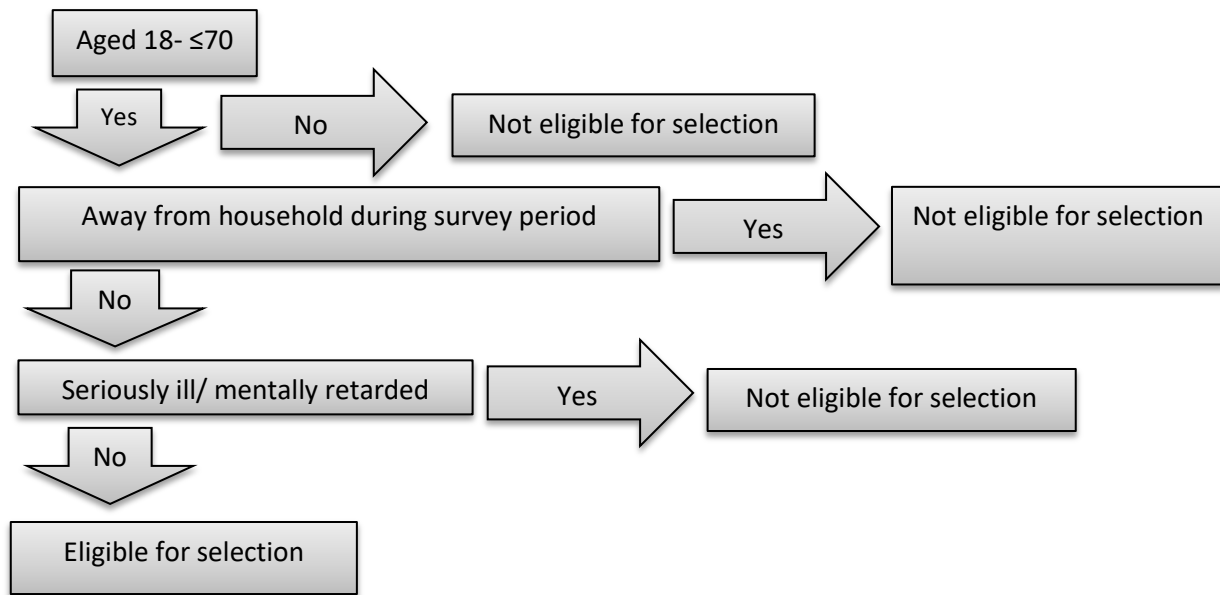 Aged 18- ≤70
Yes
No
Not eligible for selection
Away from household during survey period
Yes
Not eligible for selection
No
Seriously ill/ mentally retarded
Yes
Not eligible for selection
No
Eligible for selection